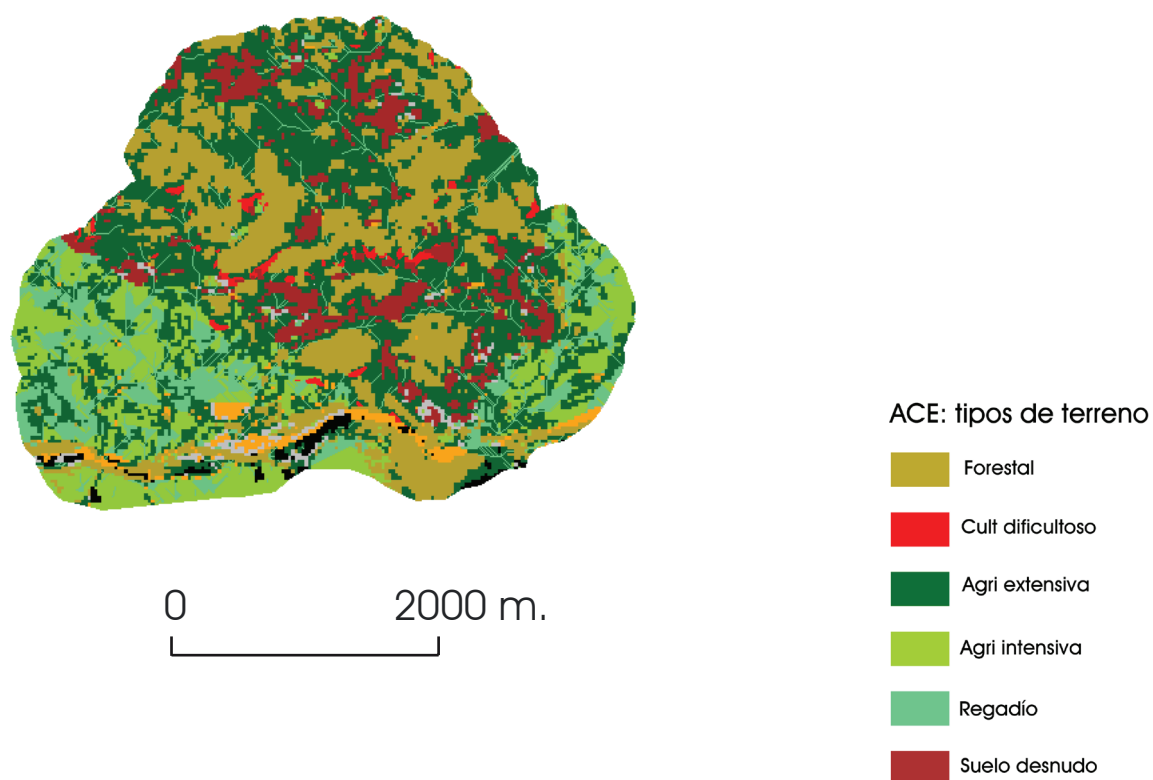 0 2000 m.
ACE: tipos de terreno
Forestal
Cult dificultoso
Agri extensiva
Agri intensiva
Regadío
Suelo desnudo